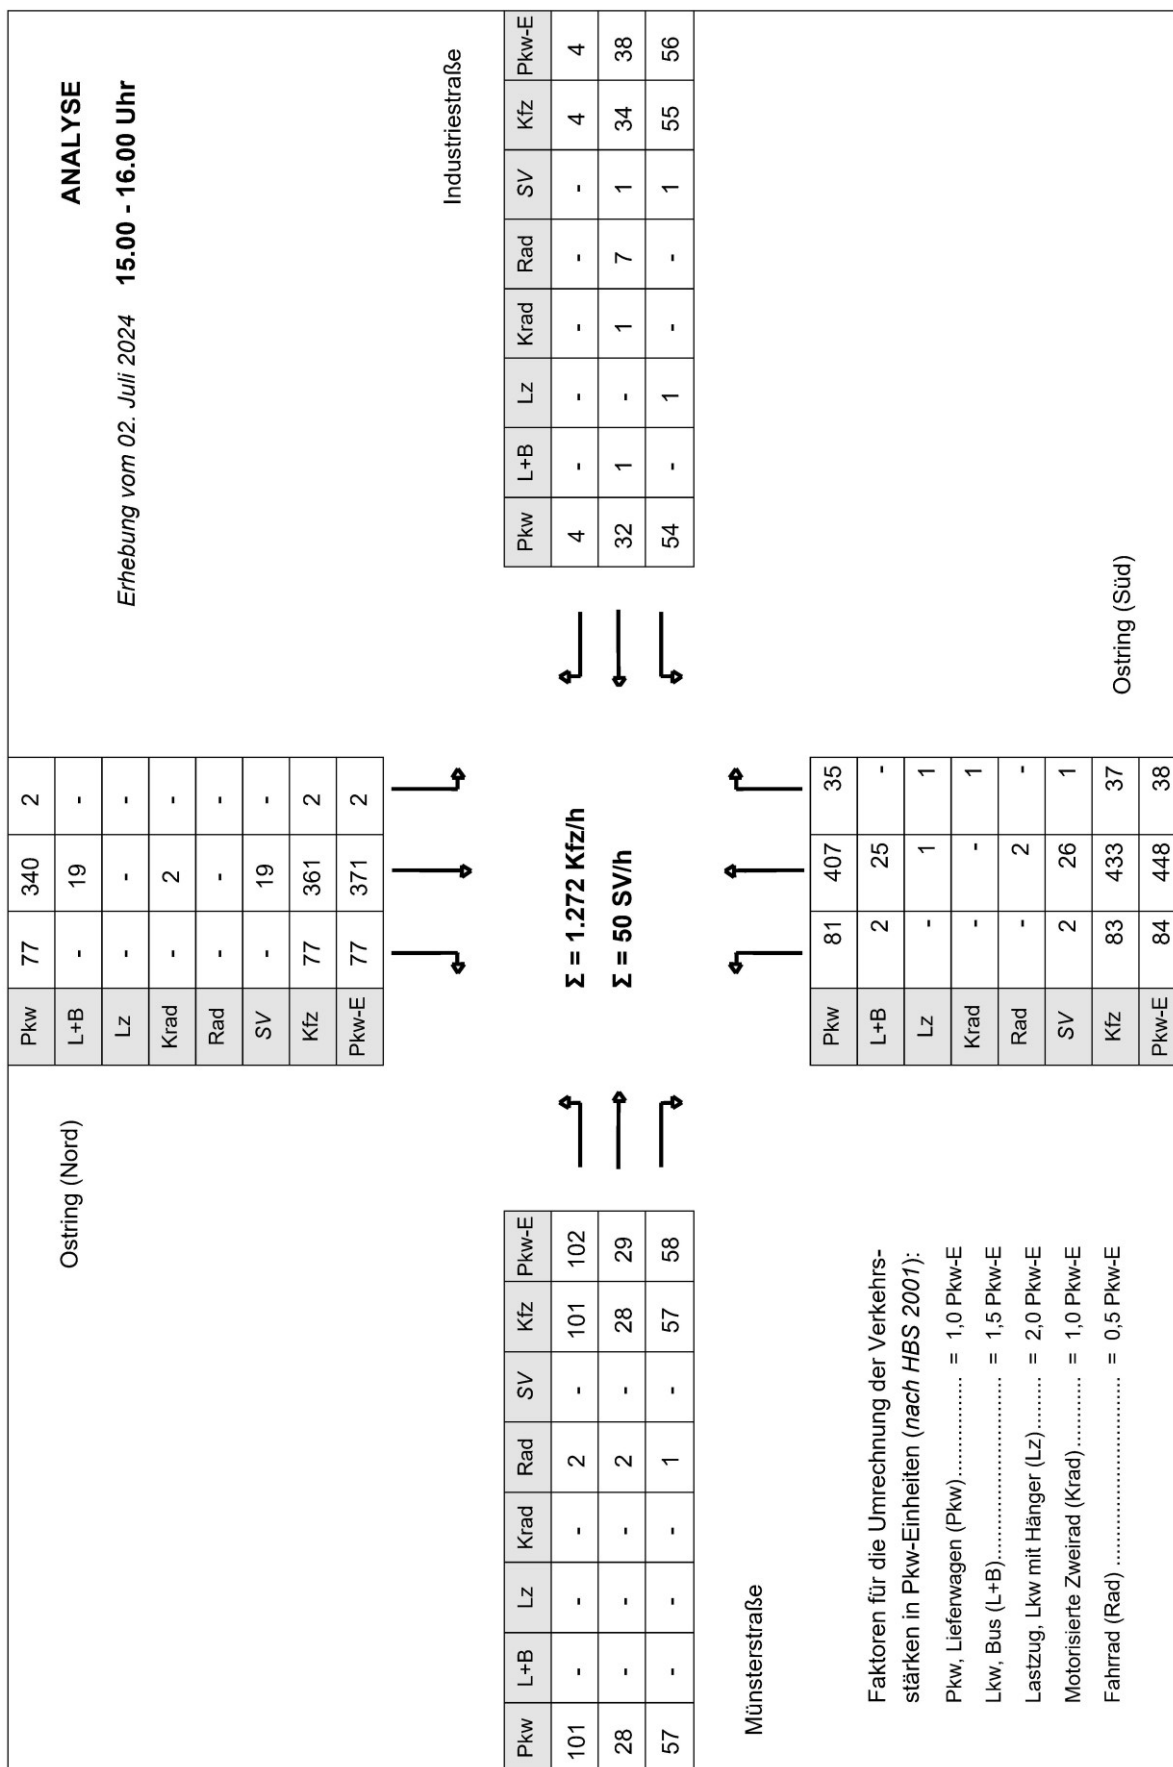 ANALYSE
Erhebung vom 02. Juli 2024 15.00 - 16.00 Uhr
Ostring (Nord)
Pkw 77 340 2
L+B - 19 -
Lz - - -
Krad - 2 -
Rad - - -
SV - 19 -
Kfz 77 361 2
Pkw-E 77 371 2
Industriestraße
Pkw L+B Lz Krad Rad SV Kfz Pkw-E
4 - - - - - 4 4
32 1 - 1 7 1 34 38
54 - 1 - - 1 55 56
Σ = 1.272 Kfz/h
Σ = 50 SV/h
Pkw L+B Lz Krad Rad SV Kfz Pkw-E
101 - - - 2 - 101 102
28 - - - 2 - 28 29
57 - - - 1 - 57 58
Münsterstraße
Pkw 81 407 35
L+B 2 25 -
Lz - 1 1
Krad - - 1
Rad - 2 -
SV 2 26 1
Kfz 83 433 37
Pkw-E 84 448 38
Ostring (Süd)
Faktoren für die Umrechnung der Verkehrs-
stärken in Pkw-Einheiten (nach HBS 2001):
Pkw, Lieferwagen (Pkw)................... = 1,0 Pkw-E
Lkw, Bus (L+B)................................... = 1,5 Pkw-E
Lastzug, Lkw mit Hänger (Lz)......... = 2,0 Pkw-E
Motorisierte Zweirad (Krad)............. = 1,0 Pkw-E
Fahrrad (Rad) ..................................... = 0,5 Pkw-E